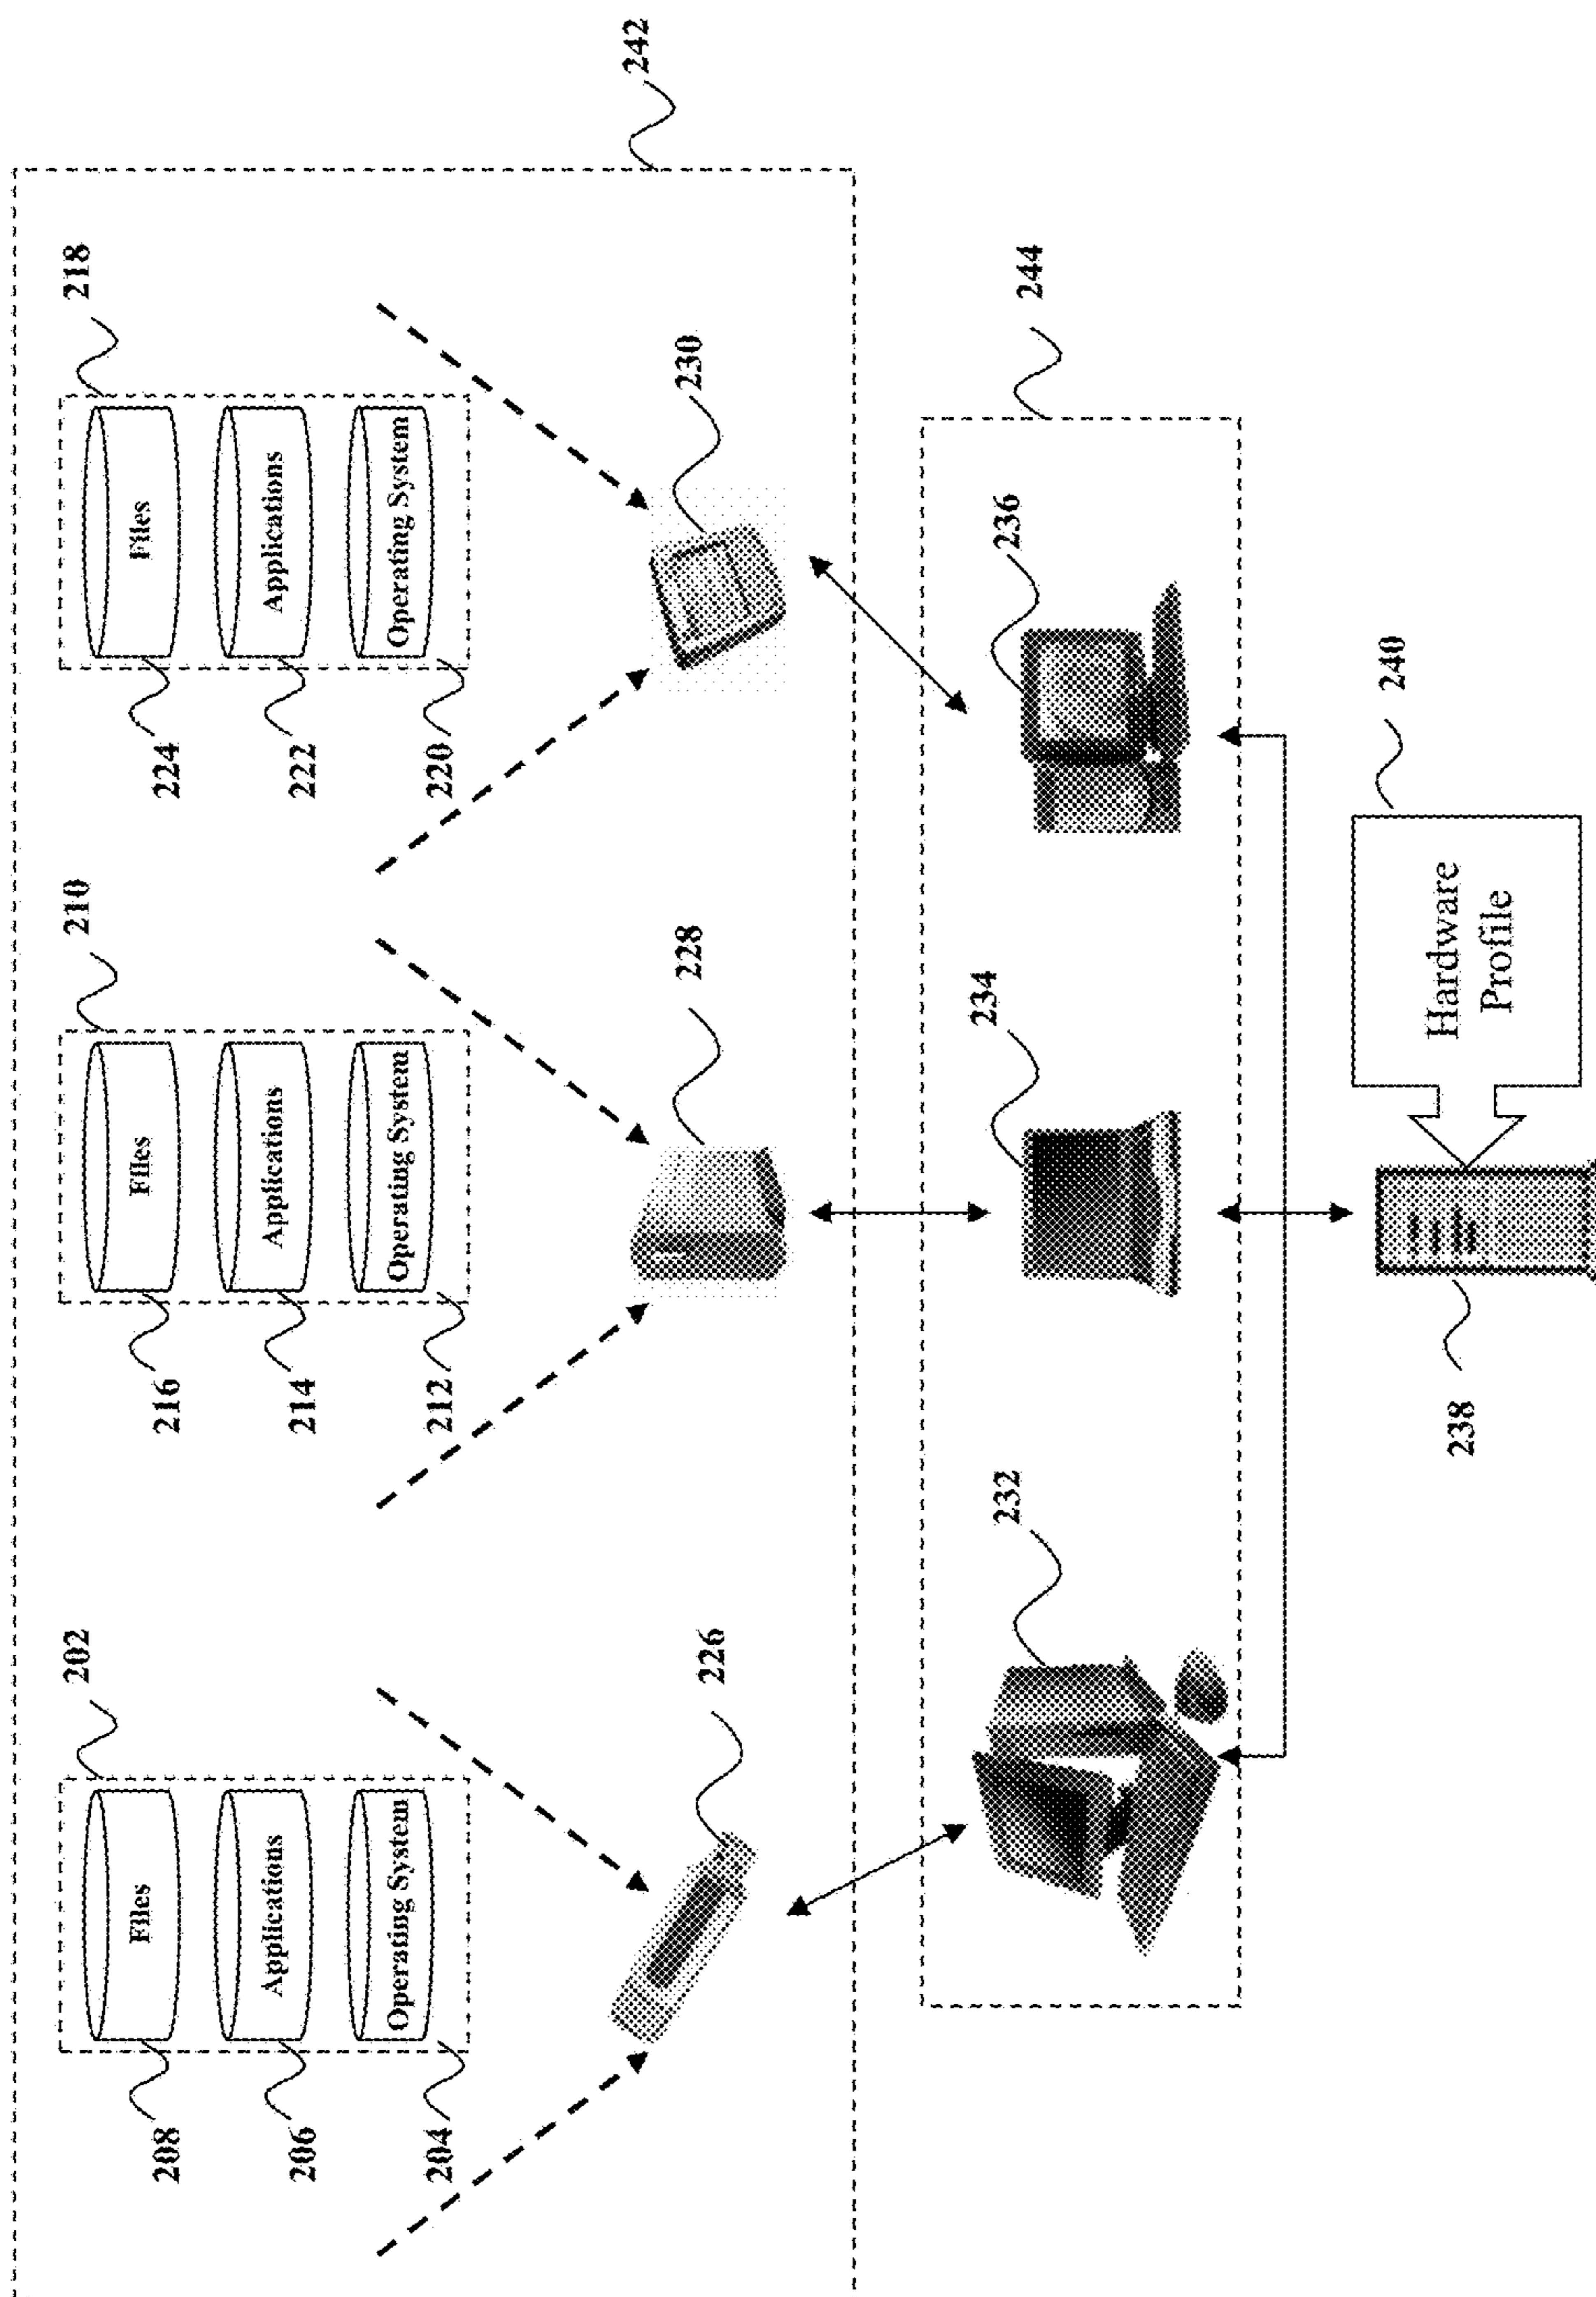 242
202
210
218
Files
Files
Files
208
216
224
Applications
Applications
Applications
206
214
222
Operating System
Operating System
Operating System
204
212
220
226
228
230
244
232
234
236
240
Hardware
Profile
238